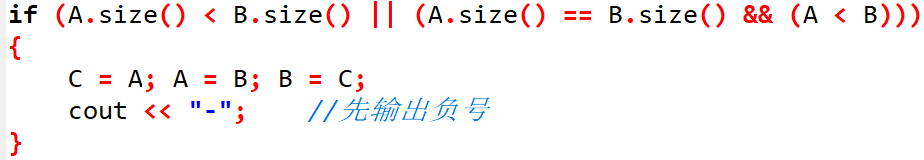 if (A.size() < B.size() || (A.size() == B.size() && (A < B)))
{
    C = A; A = B; B = C;
    cout << "-";    //先输出负号
}